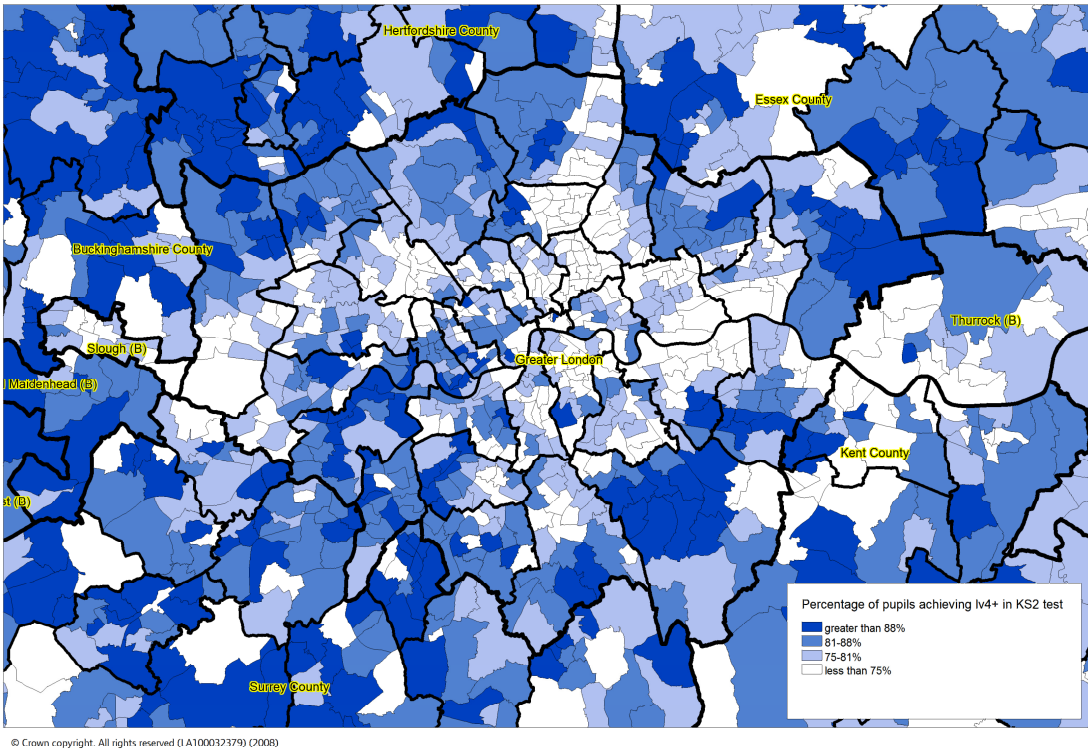 Hertfordshire County
Essex County
Buckinghamshire County
Thurrock (B)
Slough (B)
Greater London
l Maidenhead (B)
Kent County
st (B)
Percentage of pupils achieving lv4+ in KS2 test
greater than 88%
81-88%
75-81%
less than 75%
Surrey County
© Crown copyright. All rights reserved (LA100032379) (2008)